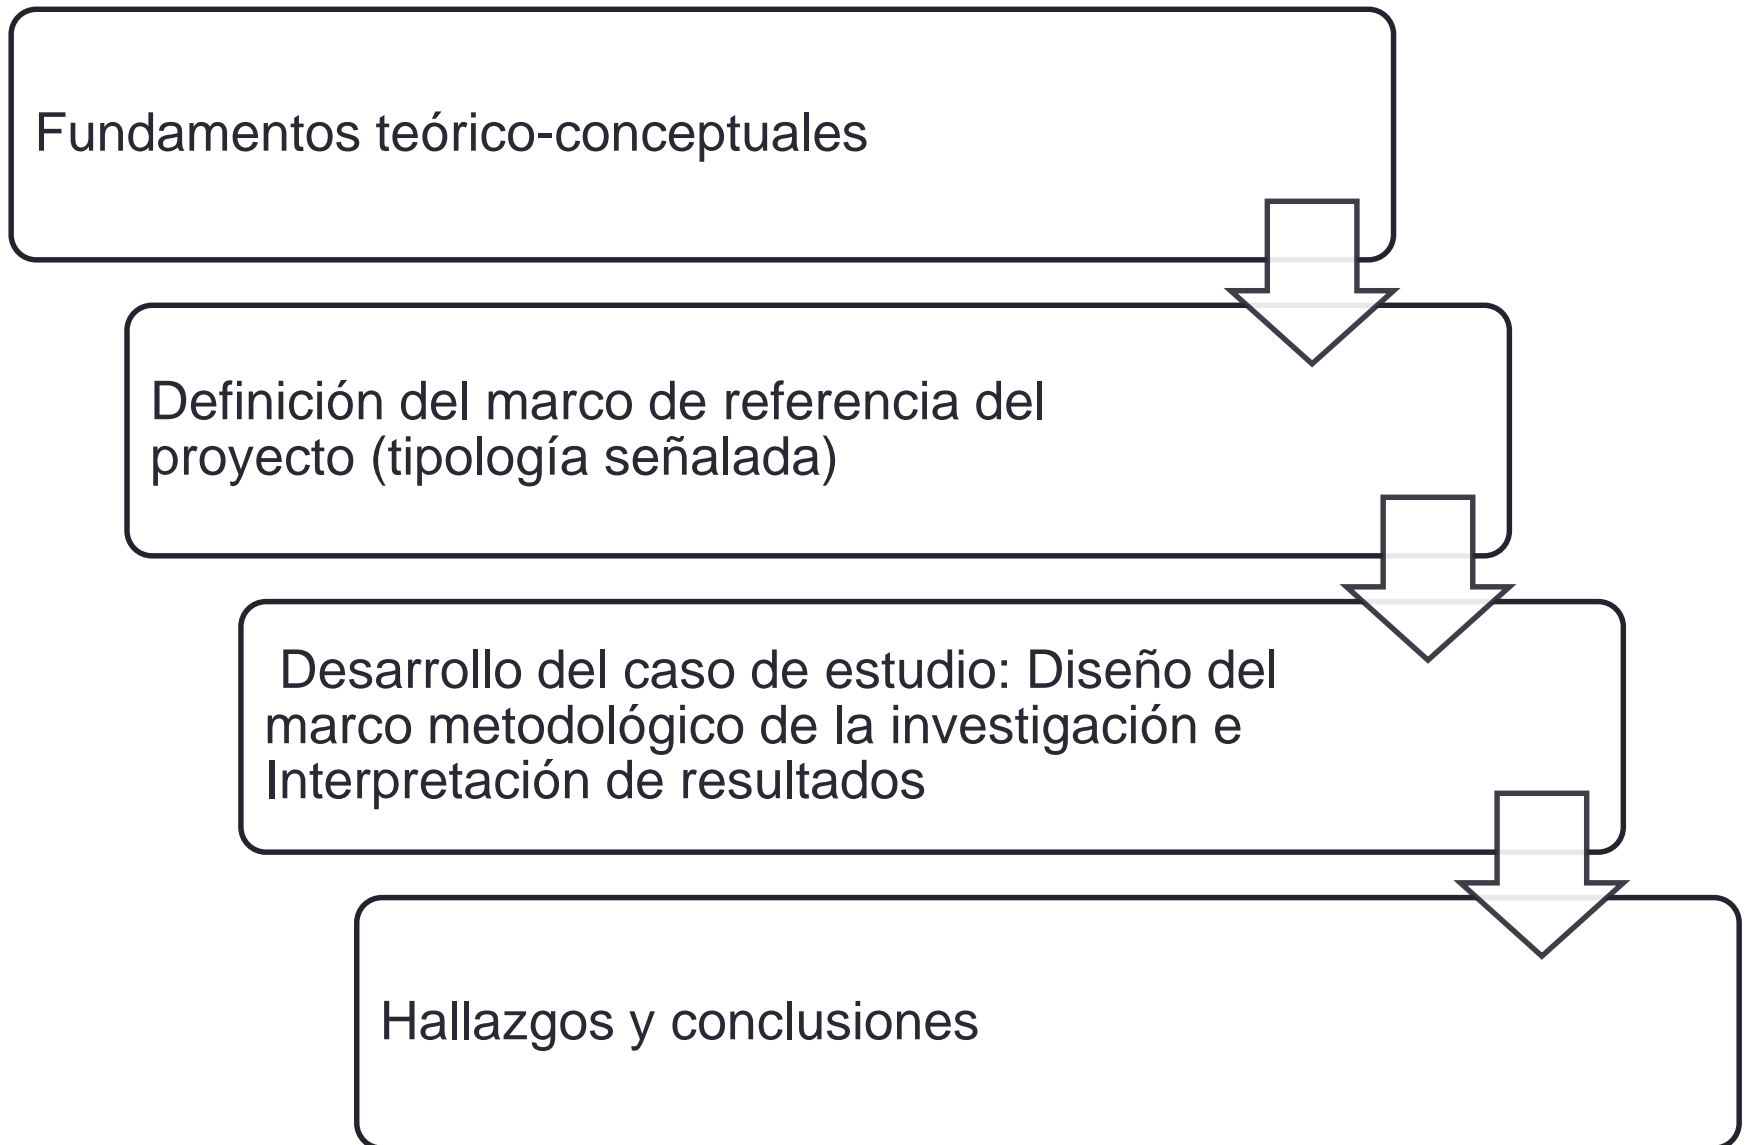 Fundamentos teórico-conceptuales
Definición del marco de referencia del
proyecto (tipología señalada)
Desarrollo del caso de estudio: Diseño del
marco metodológico de la investigación e
Interpretación de resultados
Hallazgos y conclusiones